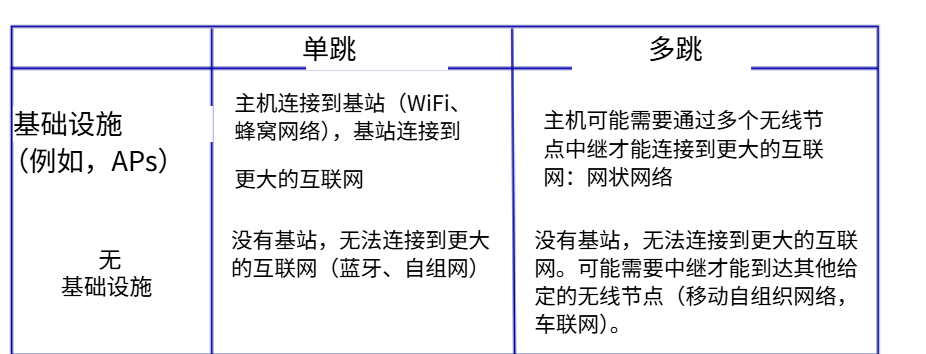 单跳
多跳
基础设施
（例如，APs）
主机连接到基站（WiFi、
蜂窝网络），基站连接到
更大的互联网
主机可能需要通过多个无线节
点中继才能连接到更大的互联
网：网状网络
无
基础设施
没有基站，无法连接到更大
的互联网（蓝牙、自组网）
没有基站，无法连接到更大的互联
网。可能需要中继才能到达其他给
定的无线节点（移动自组织网络，
车联网）。